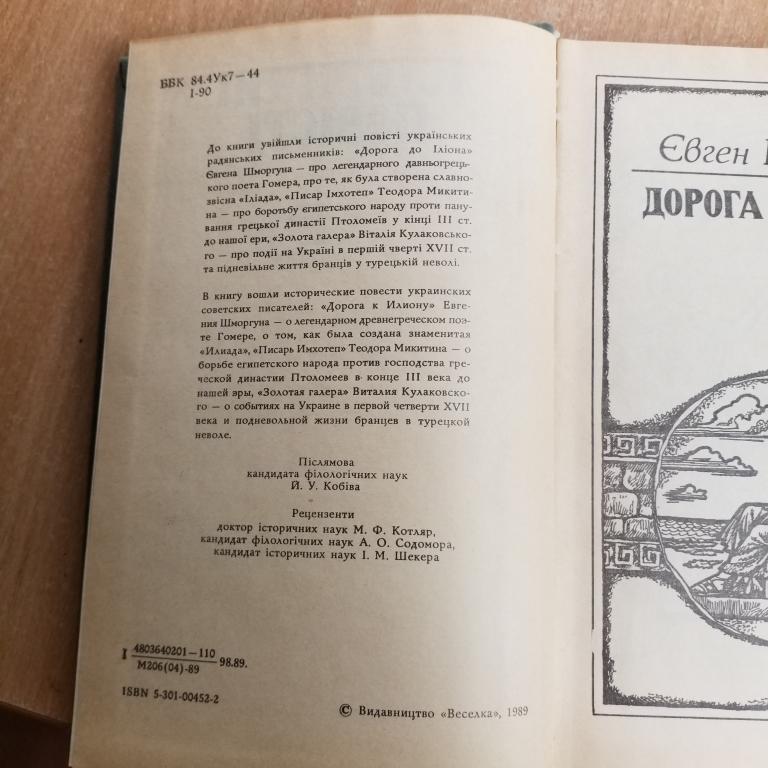 ББК 84.4Ук7—44
І-90
До книги увійшли історичні повісті українських
радянських письменників: «Дорога до Іліона»
Євгена Шморгуна — про легендарного давньогрець-
кого поета Гомера, про те, як була створена славно-
звісна «Іліада», «Писар Імхотеп» Теодора Микити-
на — про боротьбу єгипетського народу проти пану-
вання грецької династії Птоломеїв у кінці III ст.
до нашої ери, «Золота галера» Віталія Кулаковсько-
го — про події на Україні в першій чверті XVII ст.
та підневільне життя бранців у турецькій неволі.
В книгу вошли исторические повести украинских
советских писателей: «Дорога к Илиону» Евге-
ния Шморгуна — о легендарном древнегреческом поэ-
те Гомере, о том, как была создана знаменитая
«Илиада», «Писарь Имхотеп» Теодора Микитина — о
борьбе египетского народа против господства гре-
ческой династии Птоломеев в конце III века до
нашей эры, «Золотая галера» Виталия Кулаковско-
го — о событиях на Украине в первой четверти XVII
века и подневольной жизни бранцев в турецкой
неволе.
Післямова
кандидата філологічних наук
Й. У. Кобіва
Рецензенти
доктор історичних наук М. Ф. Котляр,
кандидат філологічних наук А. О. Содомора,
кандидат історичних наук І. М. Шекера
І 4803640201—110
М206(04)-89 98.89.
ISBN 5-301-00452-2
© Видавництво «Веселка», 1989
Євген
ДОРОГА